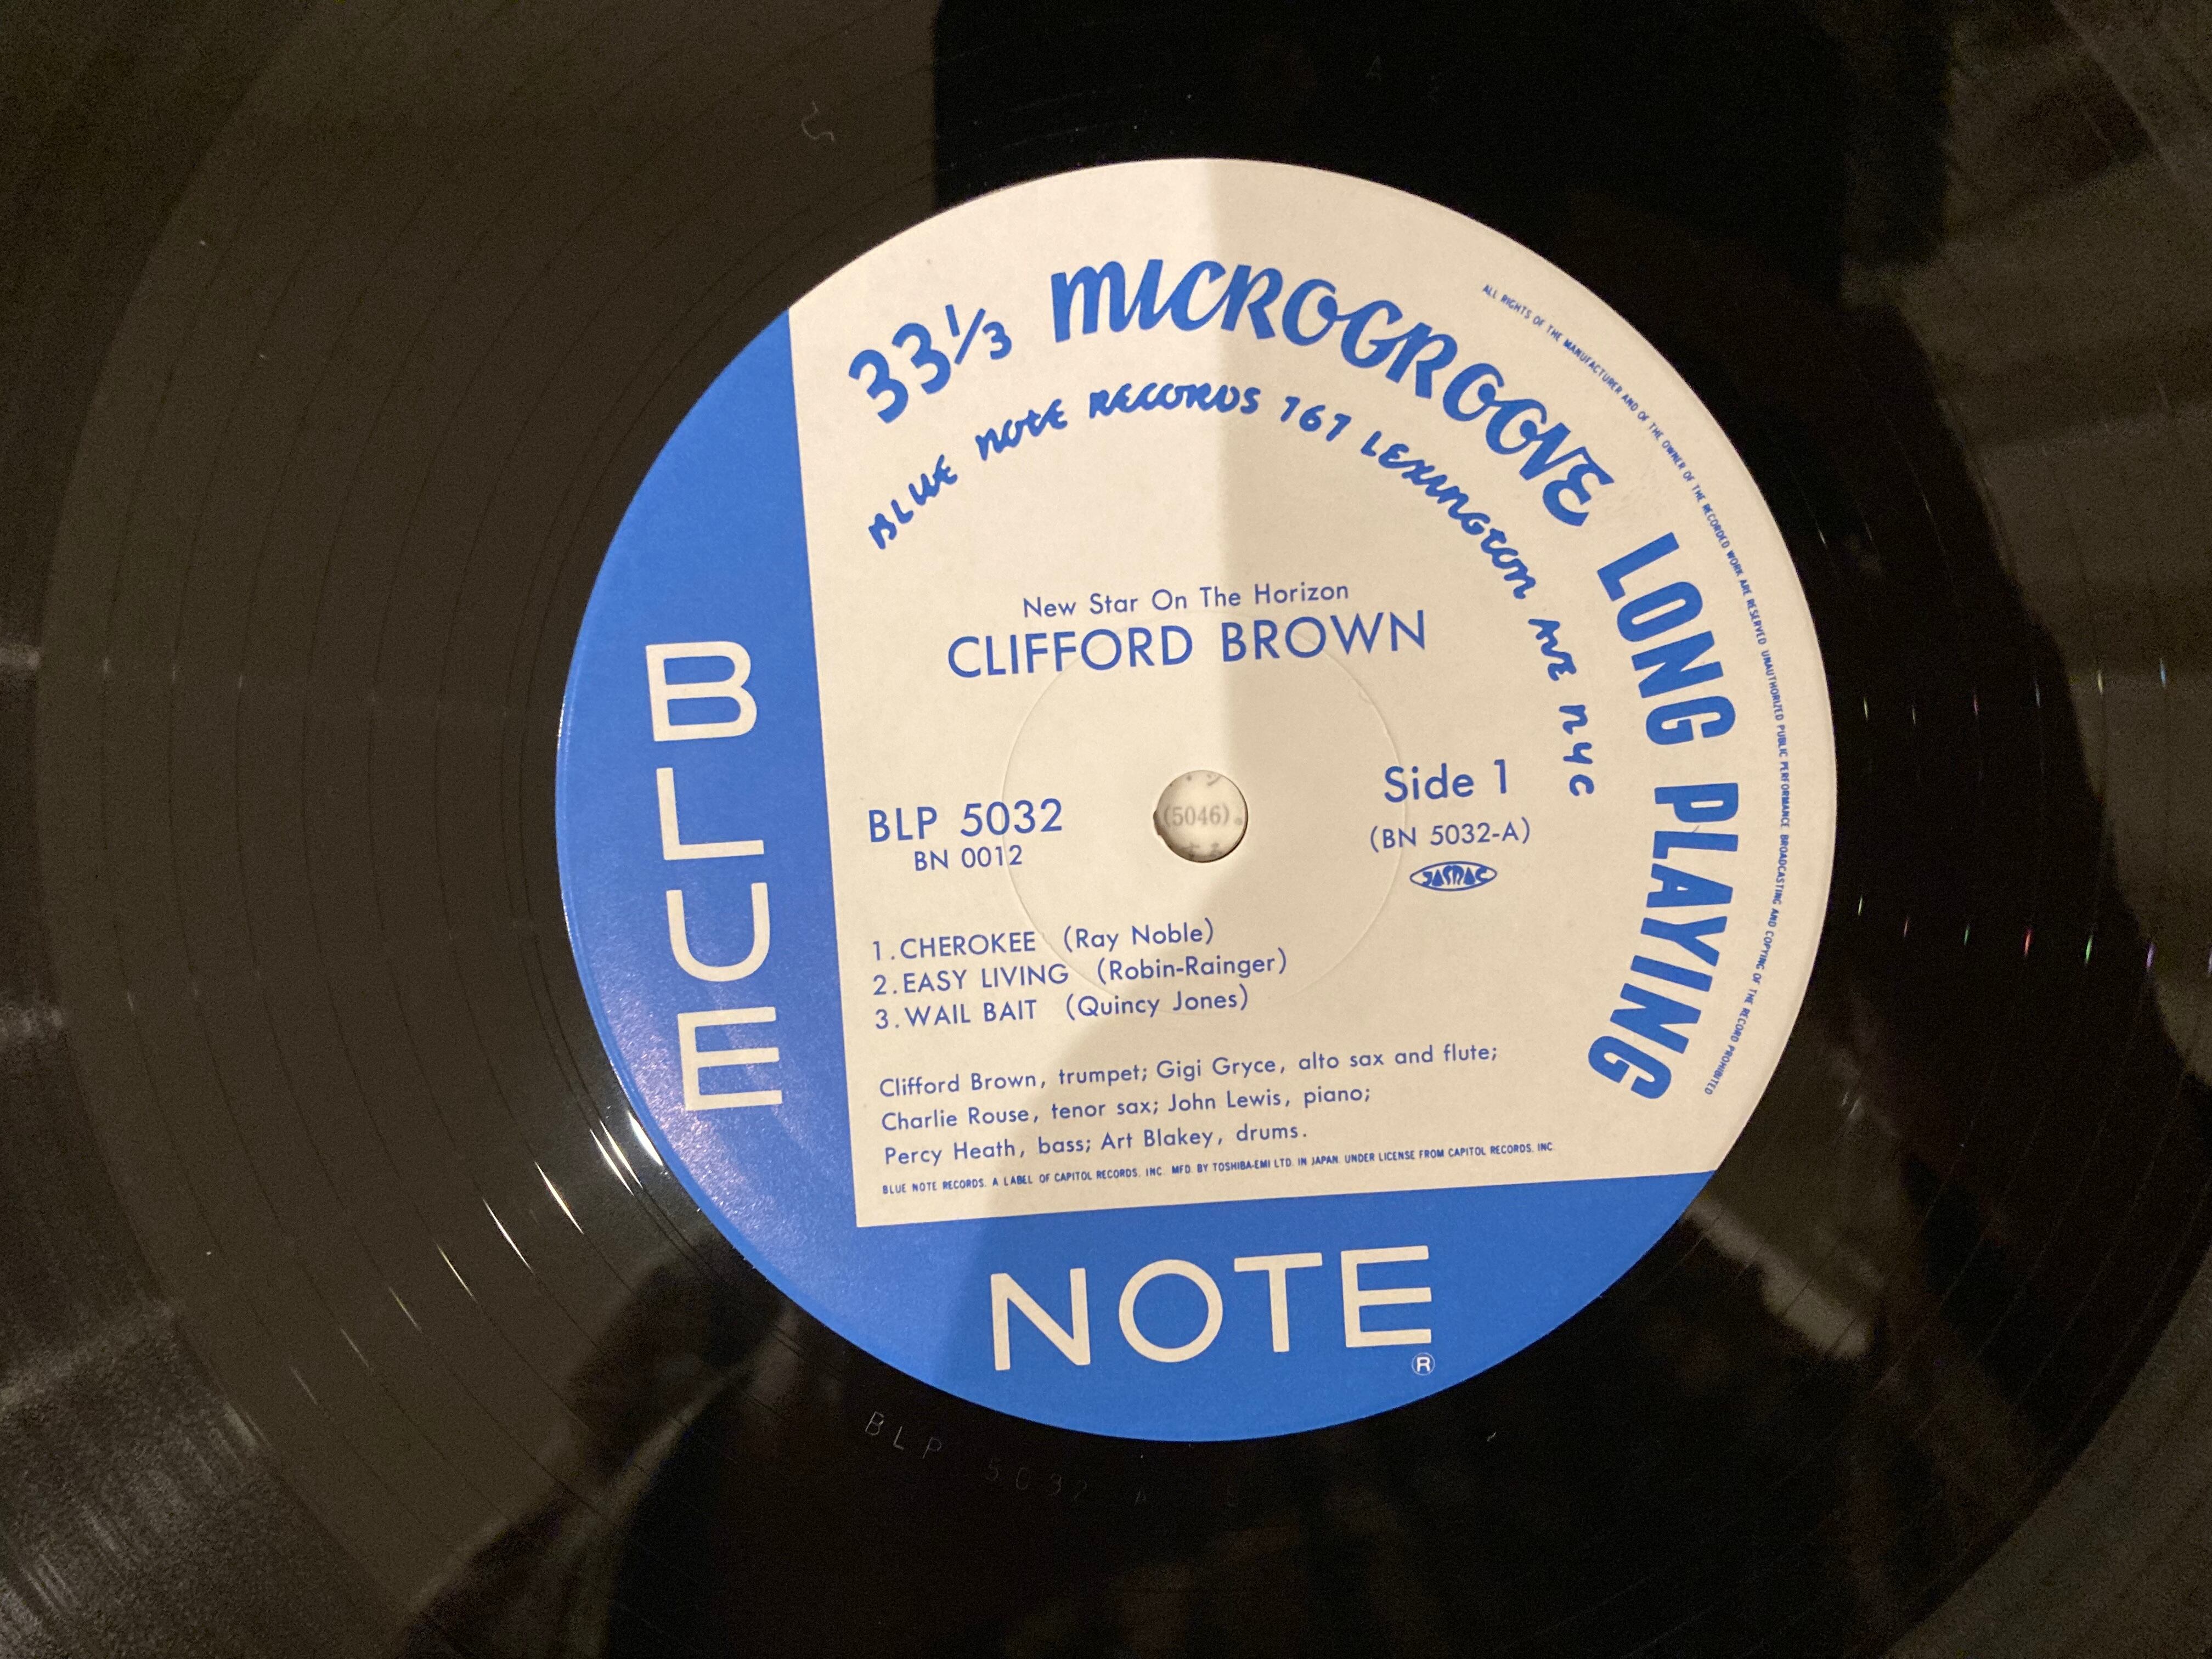 33⅓ MICROGROOVE LONG PLAYING
BLUE NOTE RECORDS 767 LEXINGTON AVE NYC
ALL RIGHTS OF THE MANUFACTURER AND OF THE OWNER OF THE RECORDED WORK ARE RESERVED UNAUTHORIZED PUBLIC PERFORMANCE BROADCASTING AND COPYING OF THE RECORD PROHIBITED
New Star On The Horizon
CLIFFORD BROWN
BLP 5032
BN 0012
(5046)。
Side 1
(BN 5032-A)
JASRAC
1.CHEROKEE (Ray Noble)
2.EASY LIVING (Robin-Rainger)
3.WAIL BAIT (Quincy Jones)
Clifford Brown, trumpet; Gigi Gryce, alto sax and flute;
Charlie Rouse, tenor sax; John Lewis, piano;
Percy Heath, bass; Art Blakey, drums.
BLUE NOTE RECORDS. A LABEL OF CAPITOL RECORDS. INC. MFD. BY TOSHIBA-EMI LTD. IN JAPAN. UNDER LICENSE FROM CAPITOL RECORDS. INC.
BLUE
NOTE
®
BLP 5032 A